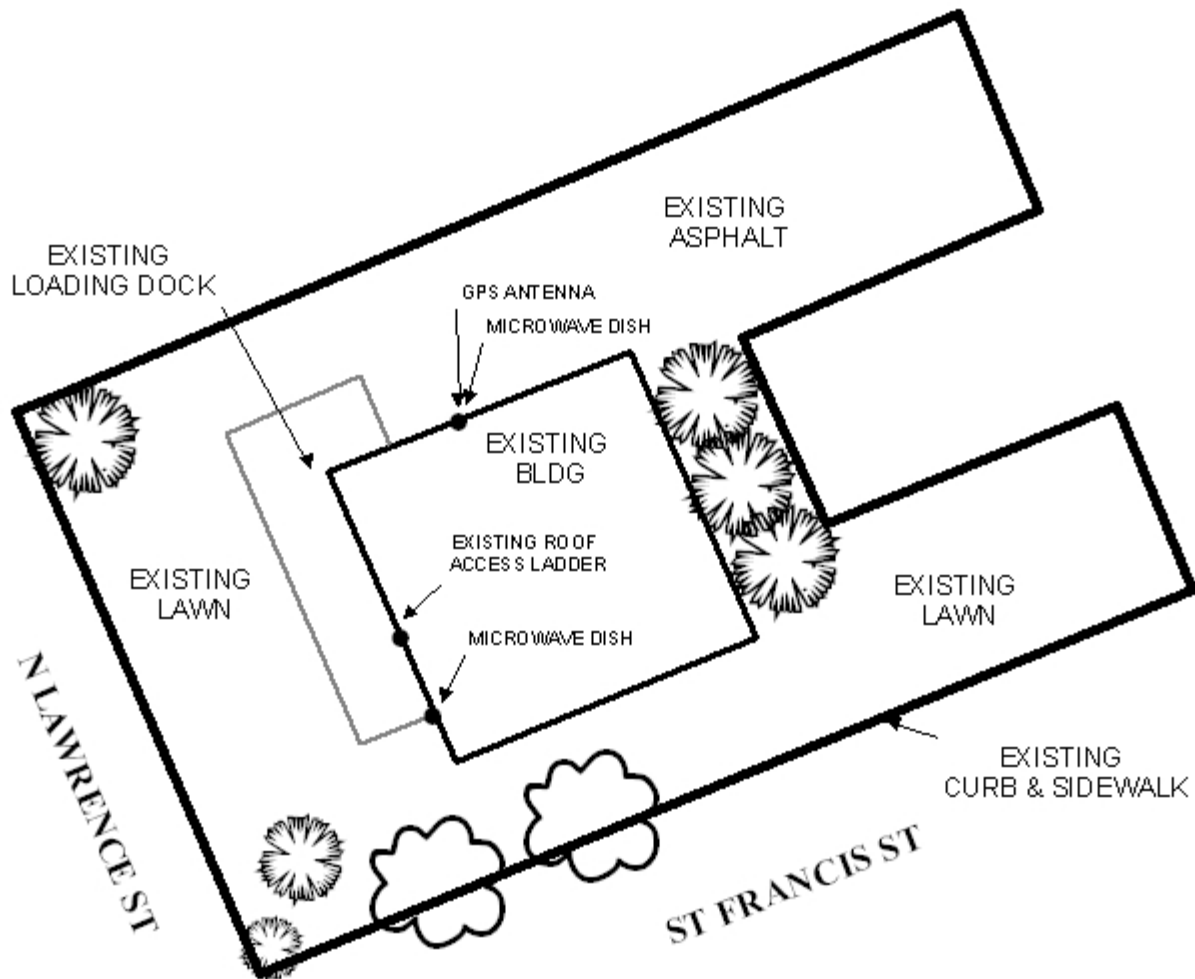 EXISTING
ASPHALT
EXISTING
LOADING DOCK
GPS ANTENNA
MICROWAVE DISH
EXISTING
BLDG
EXISTING ROOF
ACCESS LADDER
EXISTING
LAWN
EXISTING
LAWN
MICROWAVE DISH
N LAWRENCE ST
EXISTING
CURB & SIDEWALK
ST FRANCIS ST